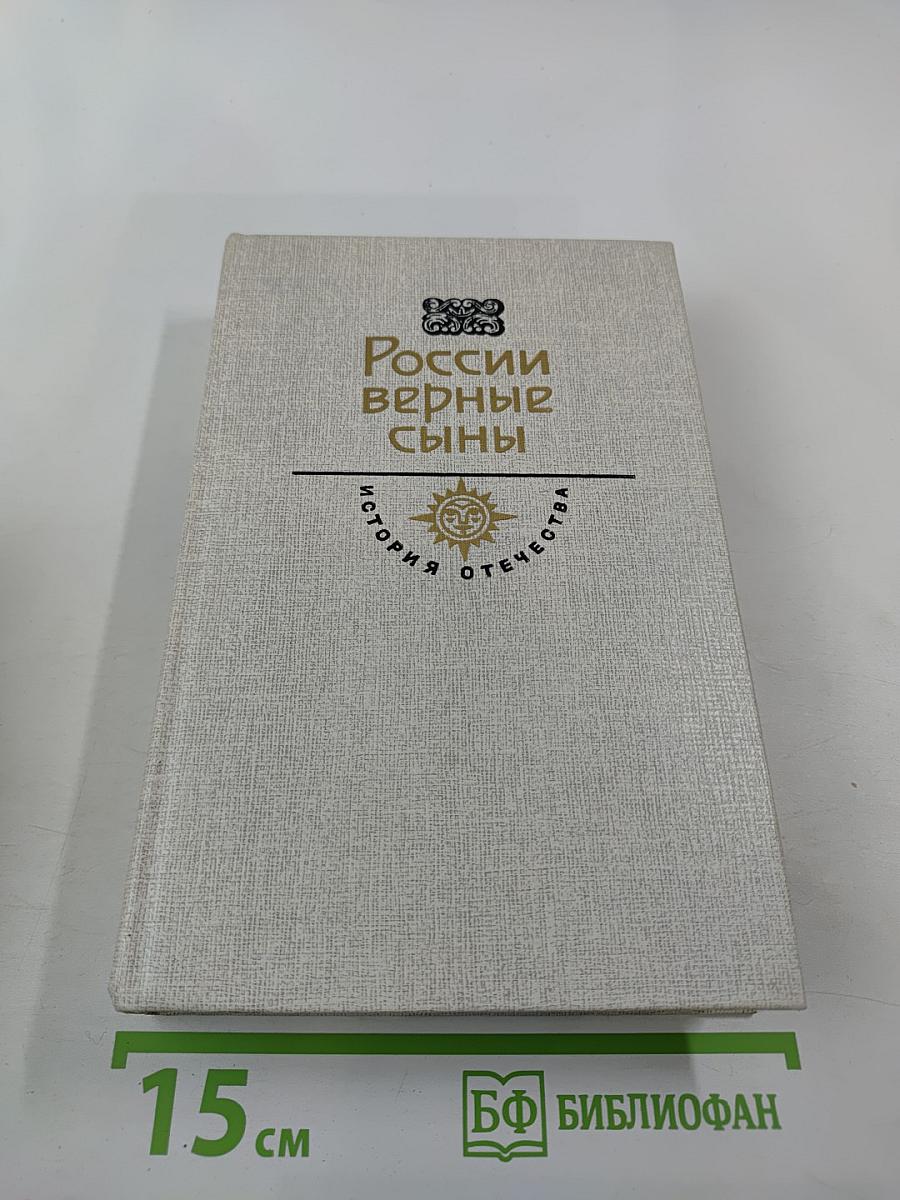 России
верные
сыны
ИСТОРИЯ ОТЕЧЕСТВА
15 см
БФ БИБЛИОФАН